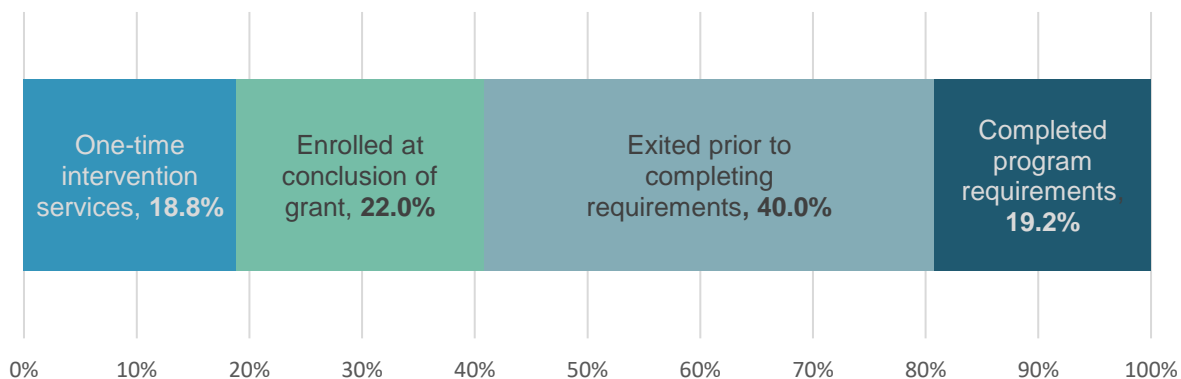 One-time
intervention
services, 18.8%
Enrolled at
conclusion of
grant, 22.0%
Exited prior to
completing
requirements, 40.0%
Completed
program
requirements,
19.2%
0% 10% 20% 30% 40% 50% 60% 70% 80% 90% 100%